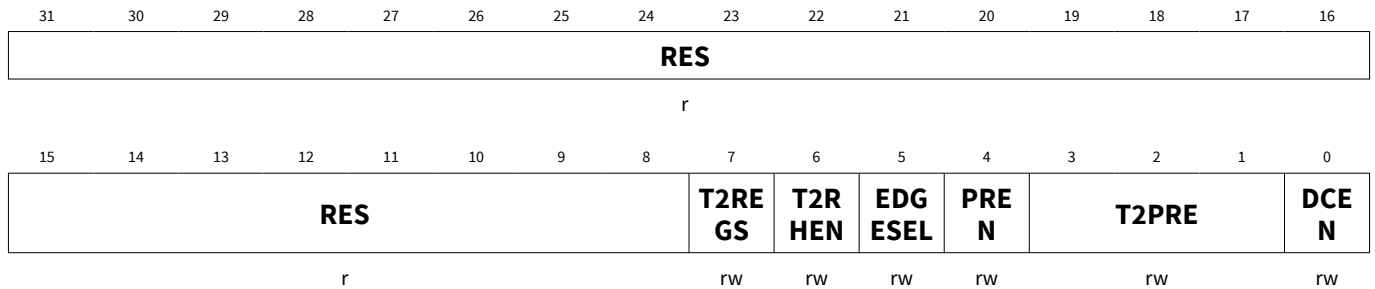 31 30 29 28 27 26 25 24 23 22 21 20 19 18 17 16
RES
r
15 14 13 12 11 10 9 8 7 6 5 4 3 2 1 0
RES T2RE T2R EDG PRE T2PRE DCE
GS HEN ESEL N N
r rw rw rw rw rw rw